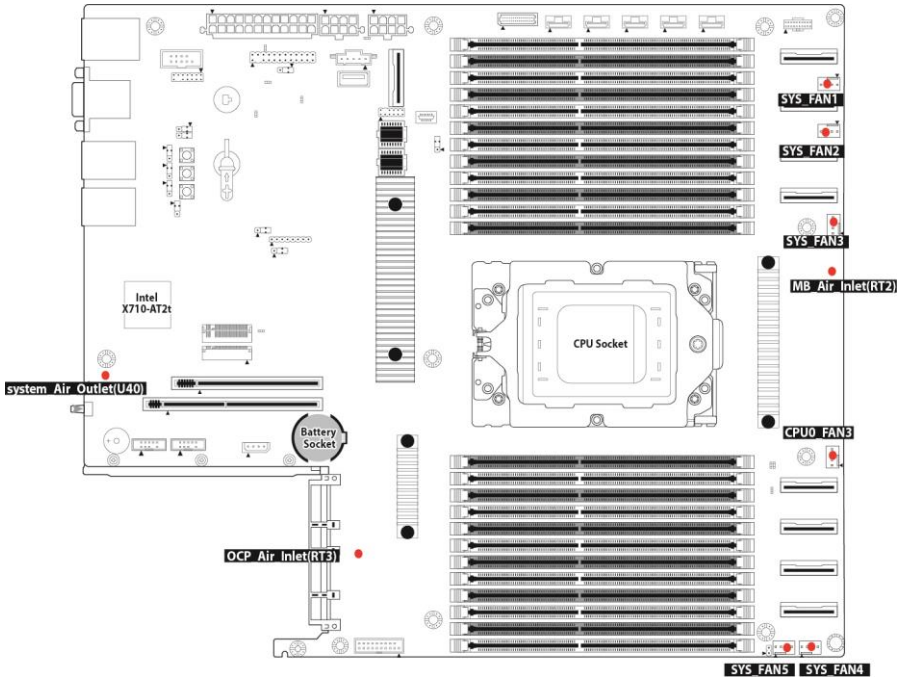 SYS_FAN1
SYS_FAN2
SYS_FAN3
MB_Air_Inlet(RT2)
Intel
X710-AT2t
CPU Socket
system_Air_Outlet(U40)
Battery
Socket
CPU0_FAN3
OCP_Air_Inlet(RT3)
SYS_FAN5
SYS_FAN4